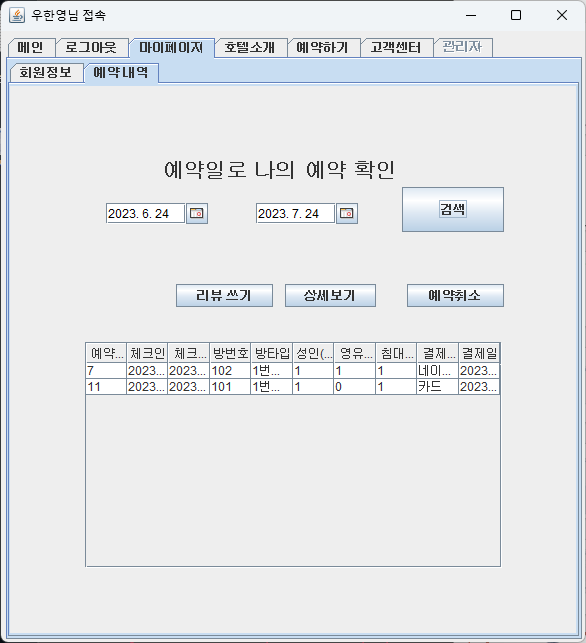 우한영님 접속
메인 로그아웃 마이페이지 호텔소개 예약하기 고객센터 관리자
회원정보 예약내역
예약일로 나의 예약 확인
2023. 6. 24 2023. 7. 24 검색
리뷰 쓰기 상세보기 예약취소
예약... 체크인 체크... 방번호 방타입 성인(... 영유... 침대... 결제... 결제일
7 2023... 2023... 102 1번... 1 1 1 네이... 2023...
11 2023... 2023... 101 1번... 1 0 1 카드 2023...